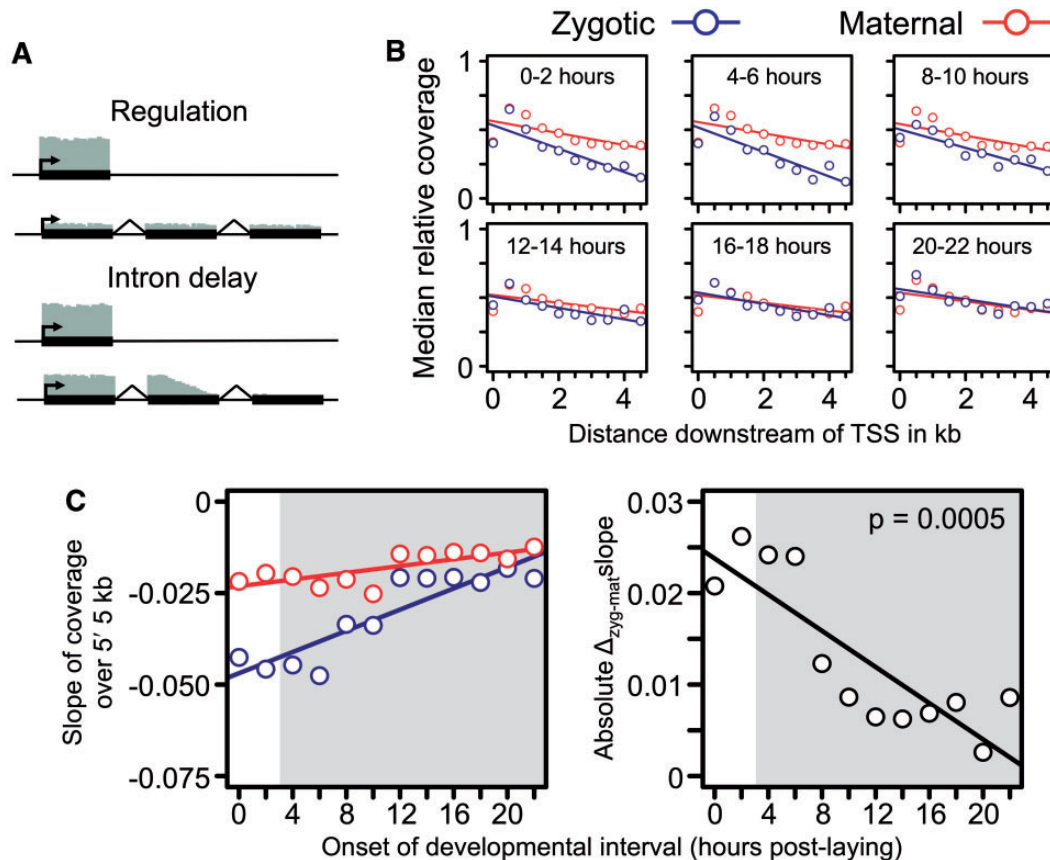 Zygotic Maternal
A
Regulation
Intron delay
B
Median relative coverage
1
0
0-2 hours
4-6 hours
8-10 hours
1
0
12-14 hours
16-18 hours
20-22 hours
0 2 4 0 2 4 0 2 4
Distance downstream of TSS in kb
C
Slope of coverage
over 5' 5 kb
0
-0.025
-0.050
-0.075
0 4 8 12 16 20
Absolute Δzyg-matslope
0.03
0.02
0.01
0
p = 0.0005
0 4 8 12 16 20
Onset of developmental interval (hours post-laying)